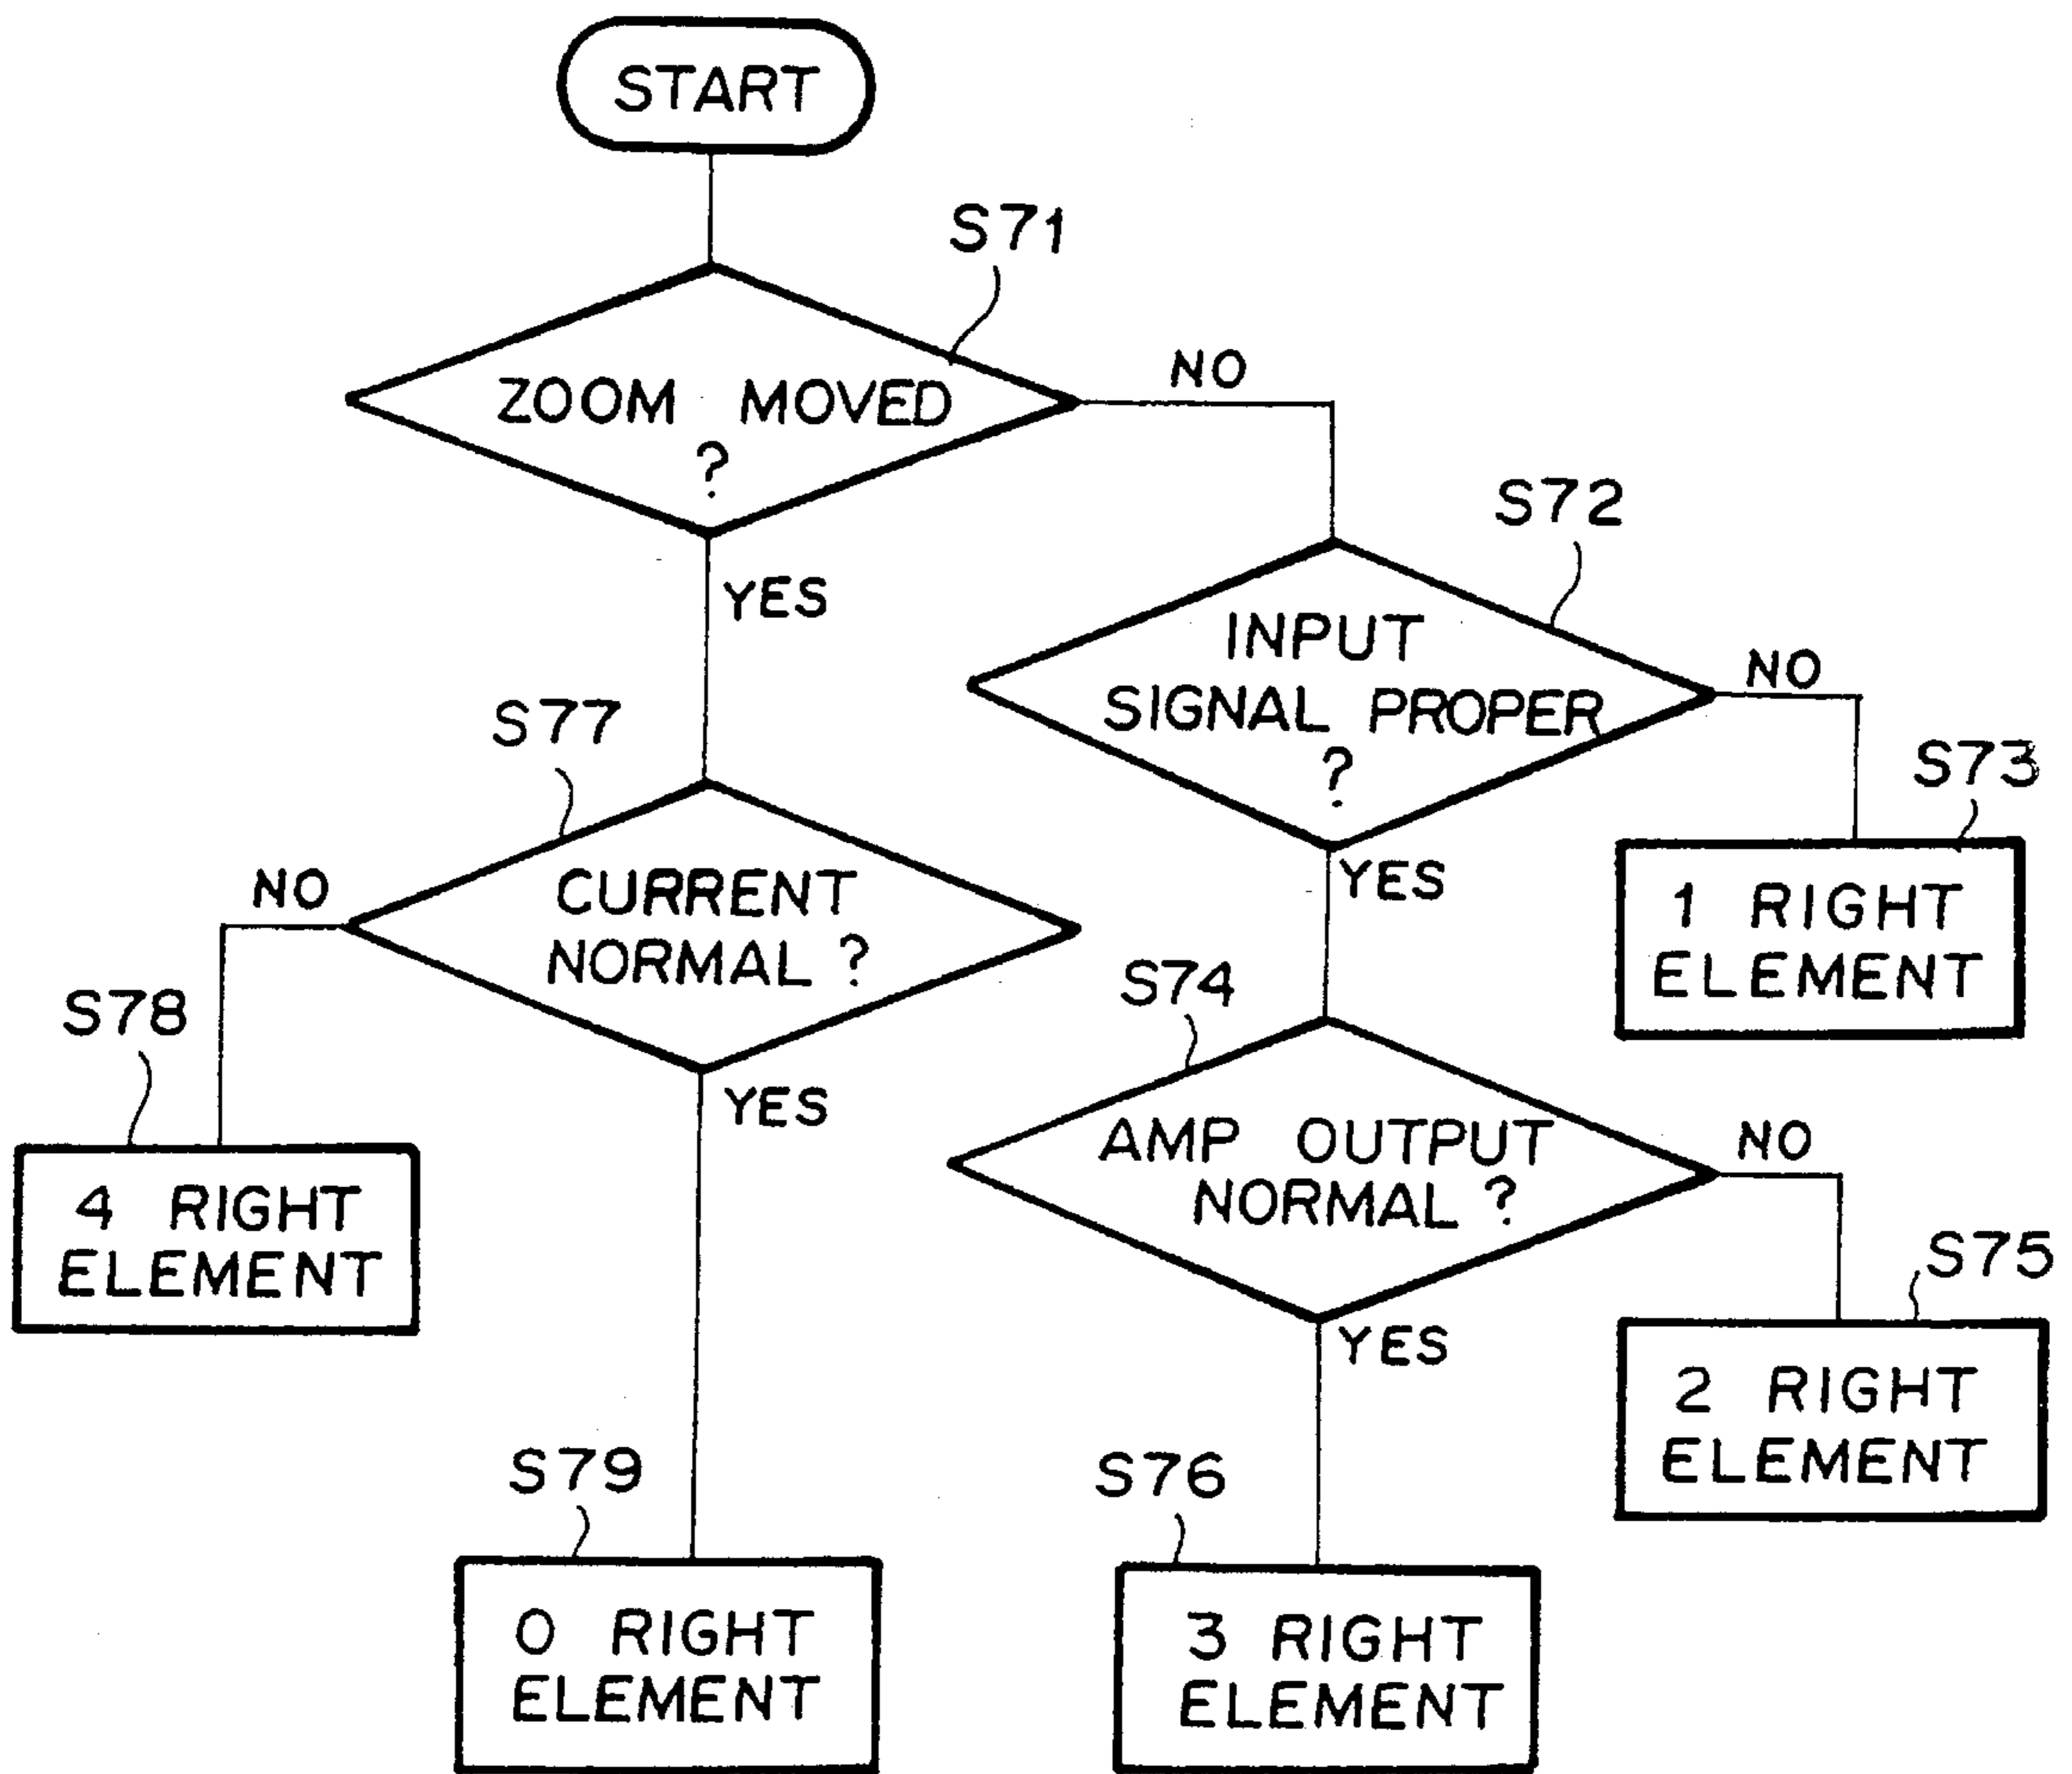 START
S71
ZOOM MOVED
?
NO
YES
S72
INPUT
SIGNAL PROPER
?
NO
YES
S73
1 RIGHT
ELEMENT
S77
CURRENT
NORMAL ?
NO
YES
S74
AMP OUTPUT
NORMAL ?
NO
YES
S78
4 RIGHT
ELEMENT
S75
2 RIGHT
ELEMENT
S79
0 RIGHT
ELEMENT
S76
3 RIGHT
ELEMENT